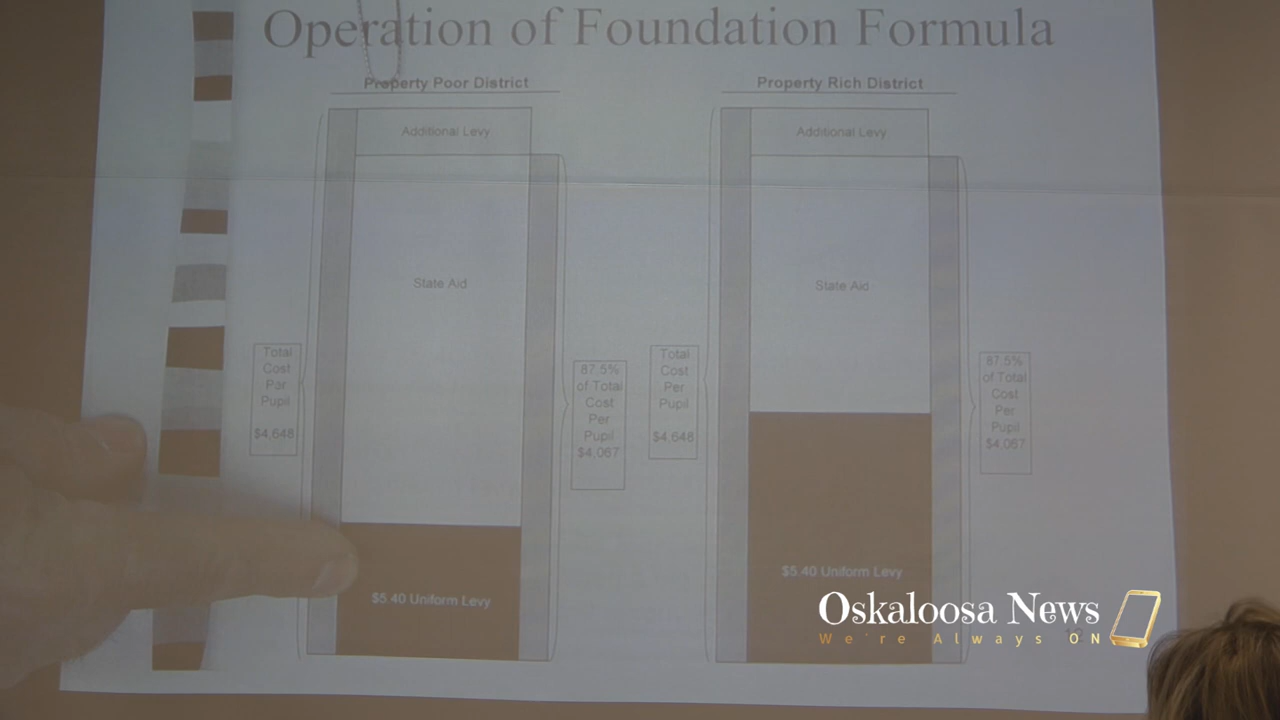 Operation of Foundation Formula
Property Poor District
Additional Levy
State Aid
Total
Cost
Per
Pupil
$4,648
87.5%
of Total
Cost
Per
Pupil
$4,067
$5.40 Uniform Levy
Property Rich District
Additional Levy
State Aid
Total
Cost
Per
Pupil
$4,648
87.5%
of Total
Cost
Per
Pupil
$4,067
$5.40 Uniform Levy
Oskaloosa News
We're Always ON